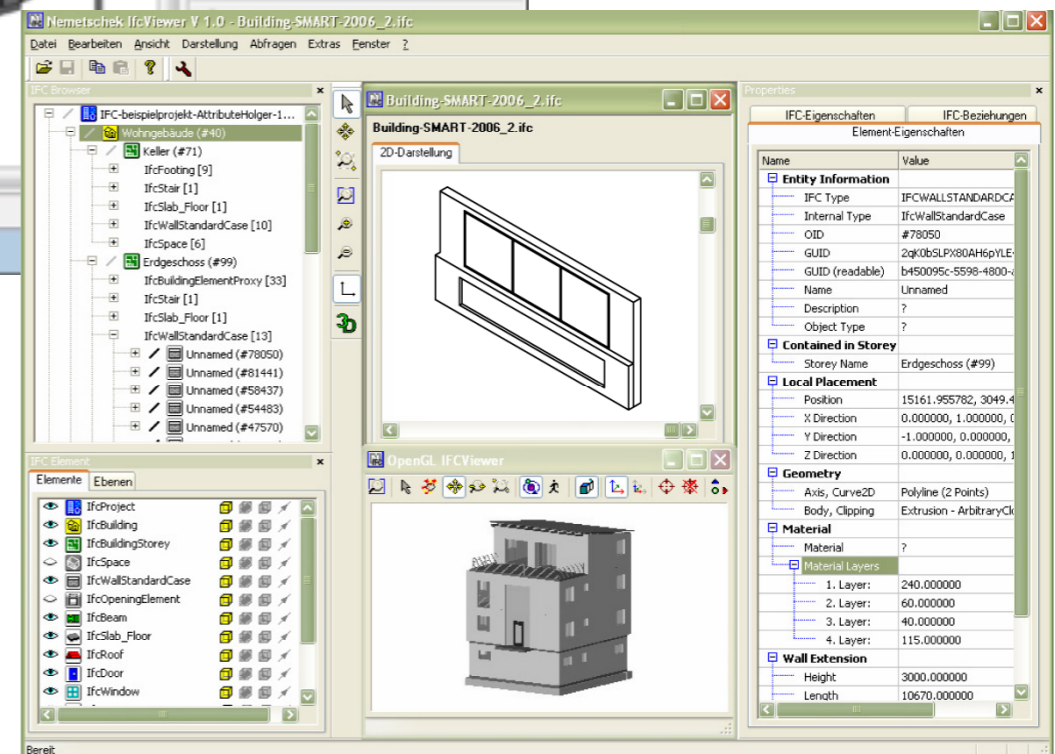 Nemetschek IfcViewer V 1.0 - Building-SMART-2006_2.ifc
Datei Bearbeiten Ansicht Darstellung Abfragen Extras Fenster ?
IFC Browser
IFC-beispielprojekt-AttributeHolger-1...
Wohngebäude (#40)
Keller (#71)
IfcFooting [9]
IfcStair [1]
IfcSlab_Floor [1]
IfcWallStandardCase [10]
IfcSpace [6]
Erdgeschoss (#99)
IfcBuildingElementProxy [33]
IfcStair [1]
IfcSlab_Floor [1]
IfcWallStandardCase [13]
Unnamed (#78050)
Unnamed (#81441)
Unnamed (#58437)
Unnamed (#54483)
Unnamed (#47570)
IFC Element
Elemente Ebenen
IfcProject
IfcBuilding
IfcBuildingStorey
IfcSpace
IfcWallStandardCase
IfcOpeningElement
IfcBeam
IfcSlab_Floor
IfcRoof
IfcDoor
IfcWindow
3D
Building-SMART-2006_2.ifc
Building-SMART-2006_2.ifc
2D-Darstellung
OpenGL IFCViewer
Properties
IFC-Eigenschaften IFC-Beziehungen
Element-Eigenschaften
Name Value
Entity Information
IFC Type IFCWALLSTANDARDCA
Internal Type IfcWallStandardCase
OID #78050
GUID 2qK0bSLPX80AH6pYLE
GUID (readable) b450095c-5598-4800-
Name Unnamed
Description ?
Object Type ?
Contained in Storey
Storey Name Erdgeschoss (#99)
Local Placement
Position 15161.955782, 3049.4
X Direction 0.000000, 1.000000, 0
Y Direction -1.000000, 0.000000,
Z Direction 0.000000, 0.000000, 1
Geometry
Axis, Curve2D Polyline (2 Points)
Body, Clipping Extrusion - ArbitraryClo
Material
Material ?
Material Layers
1. Layer: 240.000000
2. Layer: 60.000000
3. Layer: 40.000000
4. Layer: 115.000000
Wall Extension
Height 3000.000000
Length 10670.000000
Bereit